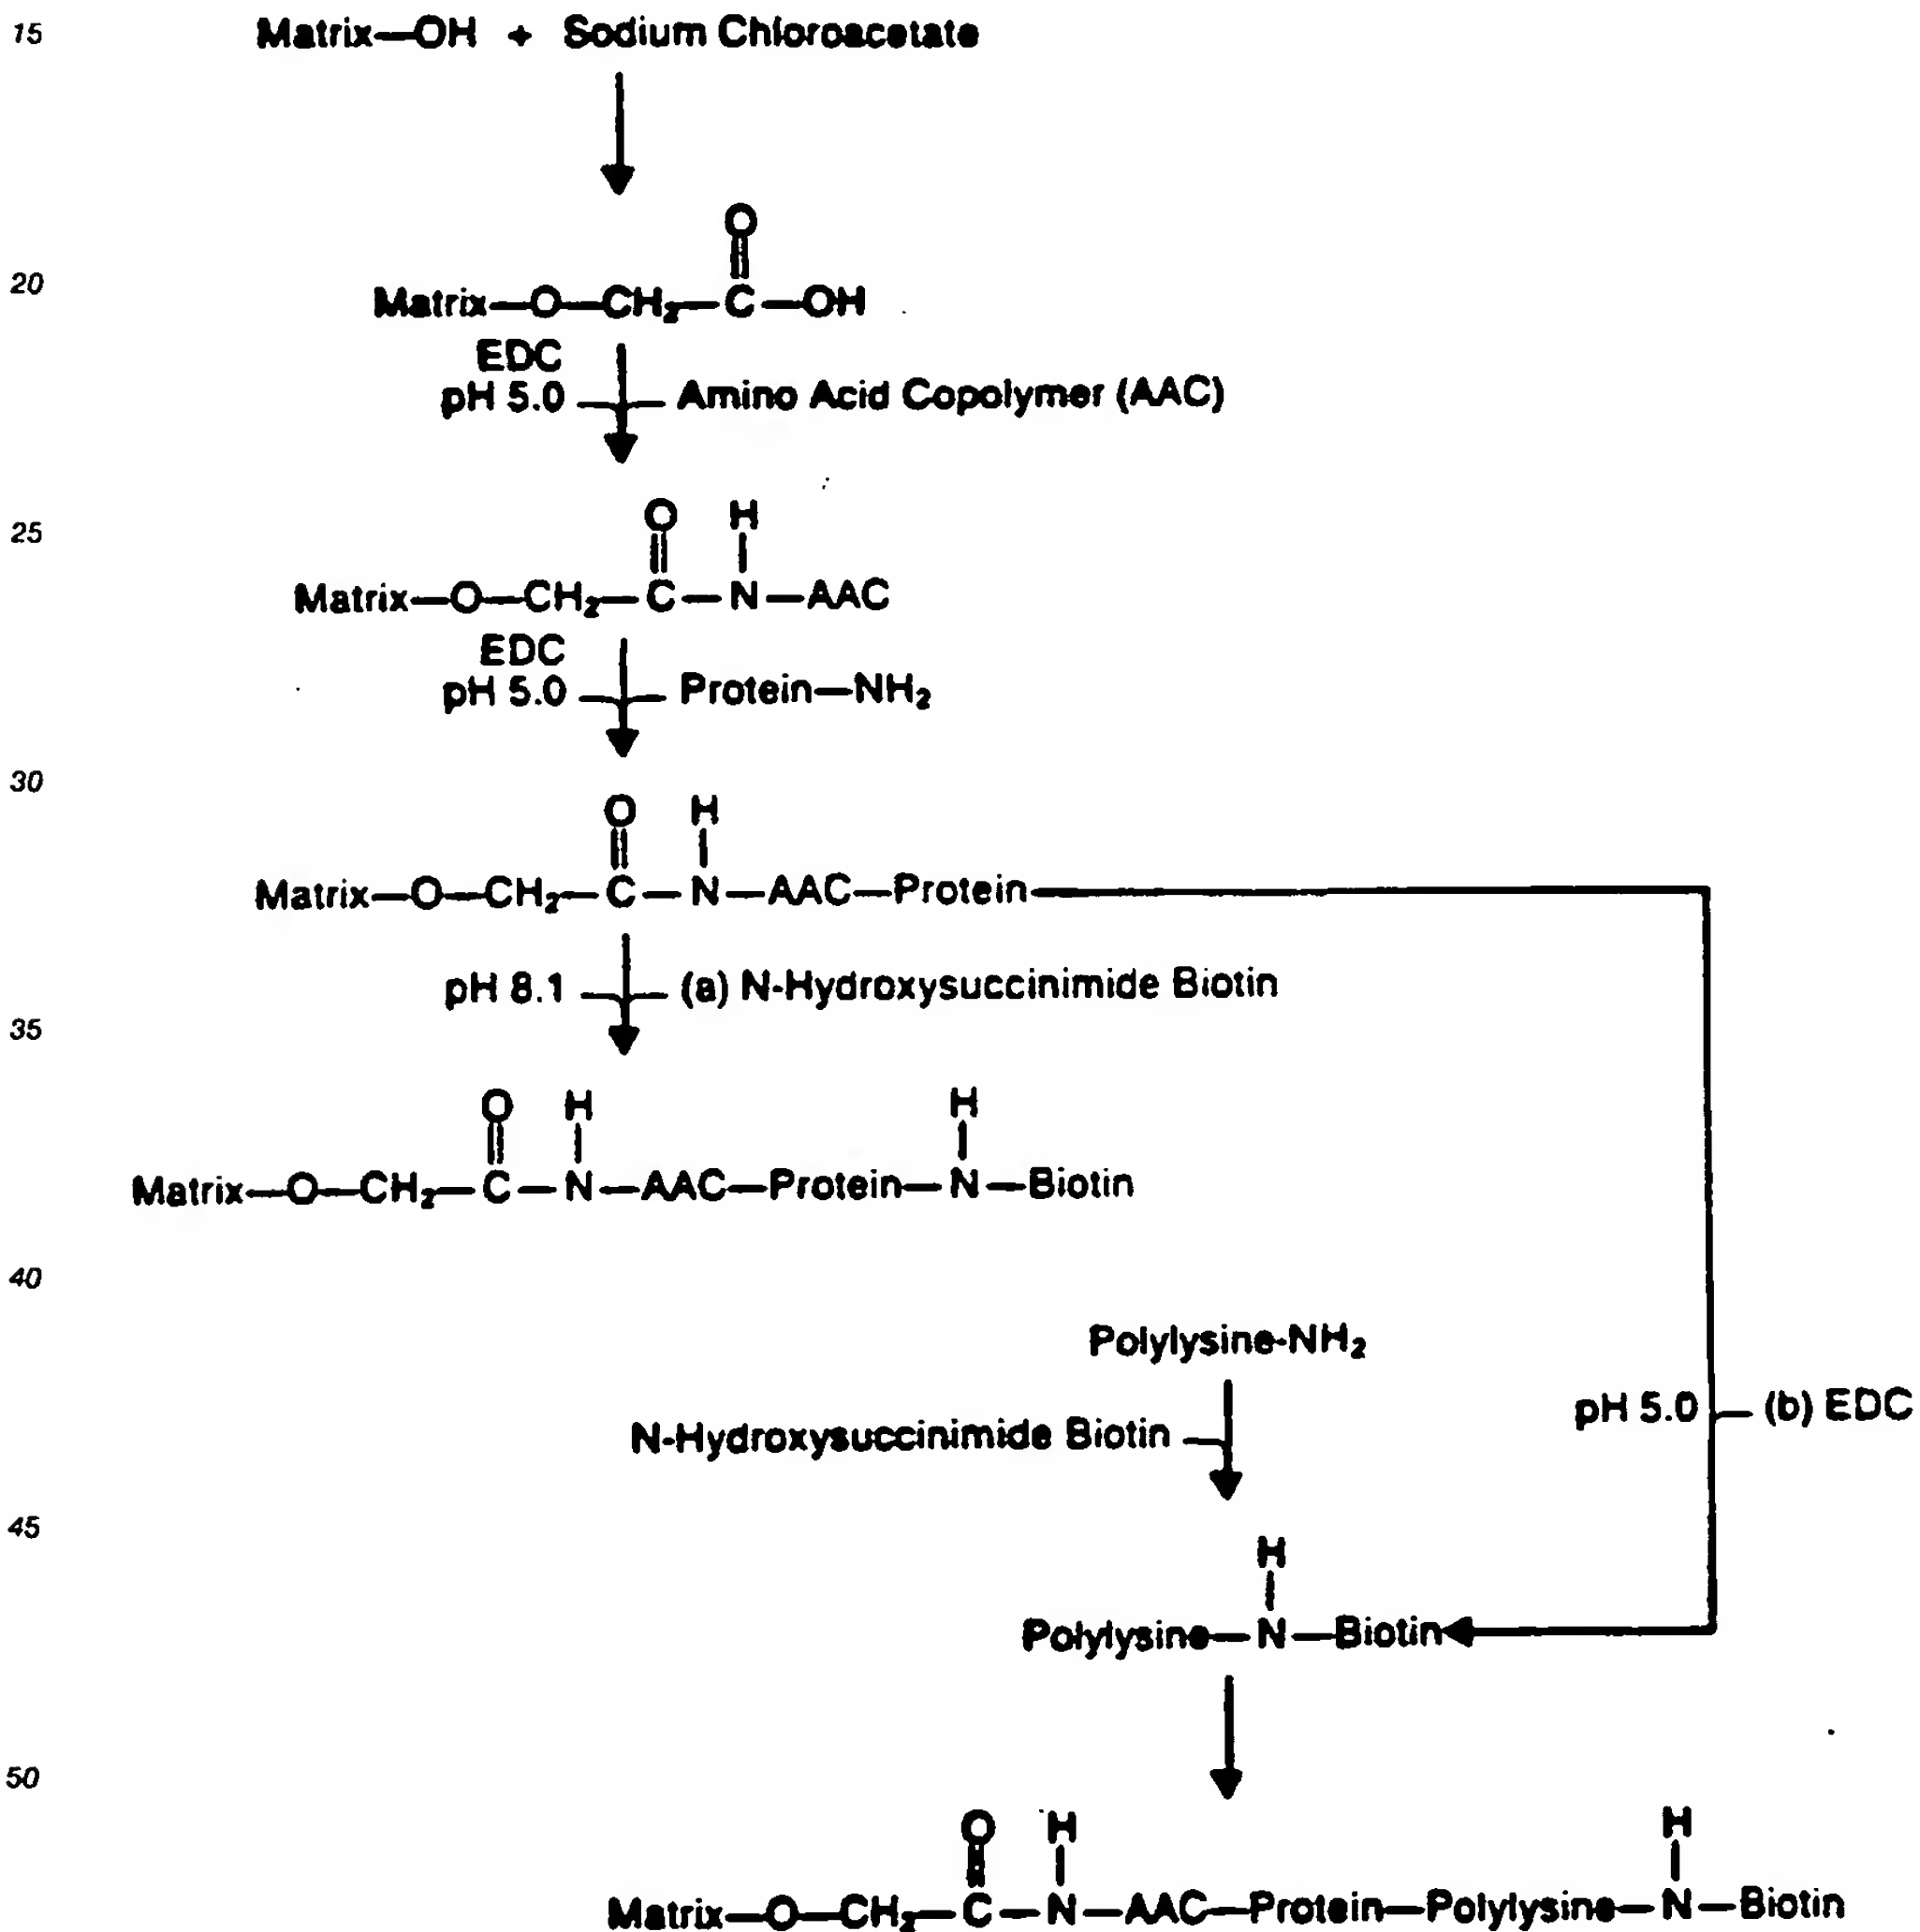 15 Matrix—OH + Sodium Chloroacetate
O
20 Matrix—O—CH₂—C—OH
EDC
pH 5.0 Amino Acid Copolymer (AAC)
25 O H
Matrix—O—CH₂—C—N—AAC
EDC
pH 5.0 Protein—NH₂
30 O H
Matrix—O—CH₂—C—N—AAC—Protein
pH 8.1 (a) N-Hydroxysuccinimide Biotin
35
O H H
Matrix—O—CH₂—C—N—AAC—Protein—N—Biotin
40
Polylysine-NH₂
pH 5.0 (b) EDC
N-Hydroxysuccinimide Biotin
45
H
Polylysine—N—Biotin
50
O H H
Matrix—O—CH₂—C—N—AAC—Protein—Polylysine—N—Biotin